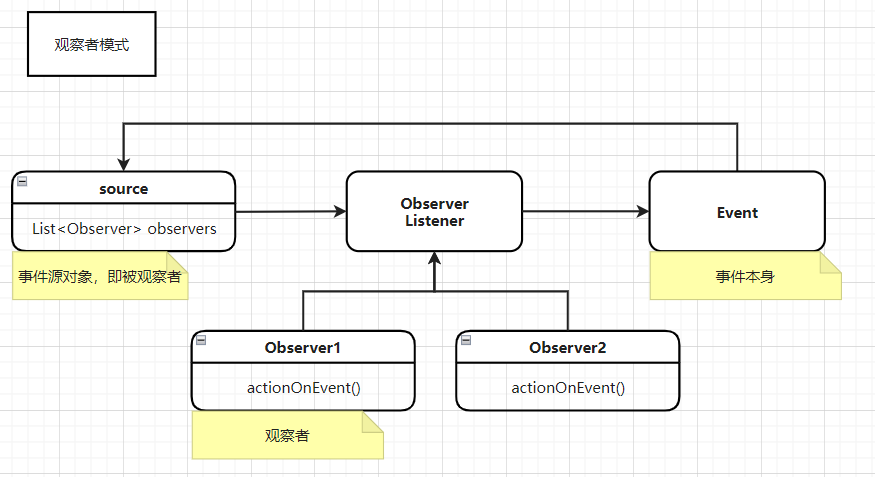 观察者模式
source
List<Observer> observers
事件源对象，即被观察者
Observer
Listener
Event
事件本身
Observer1
actionOnEvent()
观察者
Observer2
actionOnEvent()